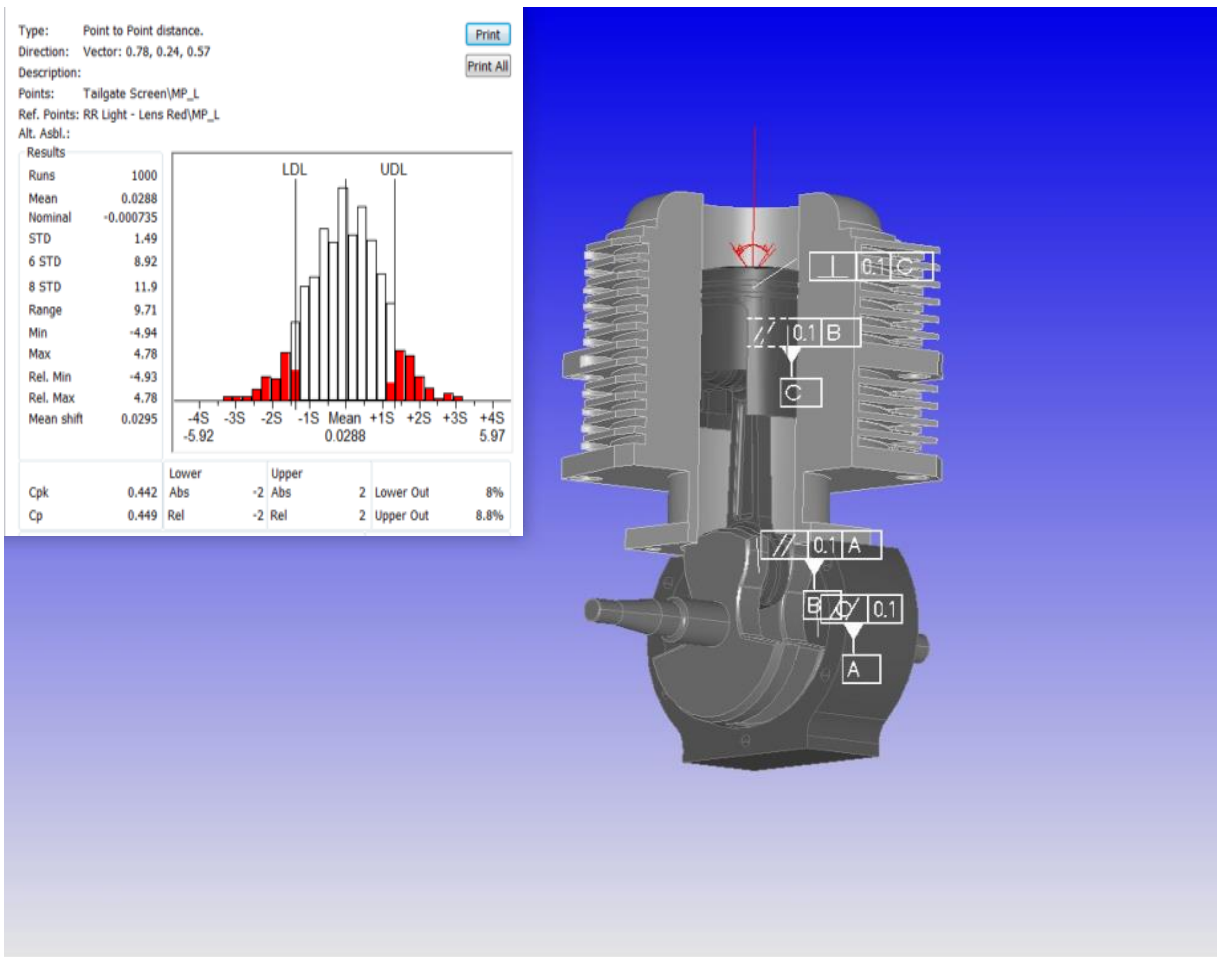 Type: Point to Point distance.
Print
Direction: Vector: 0.78, 0.24, 0.57
Description:
Print All
Points: Tailgate Screen\MP_L
Ref. Points: RR Light - Lens Red\MP_L
Alt. Asbl.:
Results
Runs 1000
Mean 0.0288
Nominal -0.000735
STD 1.49
6 STD 8.92
8 STD 11.9
Range 9.71
Min -4.94
Max 4.78
Rel. Min -4.93
Rel. Max 4.78
Mean shift 0.0295
LDL UDL
-4S -3S -2S -1S Mean +1S +2S +3S +4S
-5.92 0.0288 5.97
Lower Upper
Cpk 0.442 Abs -2 Abs 2 Lower Out 8%
Cp 0.449 Rel -2 Rel 2 Upper Out 8.8%
⊥ 0.1 C
// 0.1 B
C
// 0.1 A
B
⌭ 0.1
A